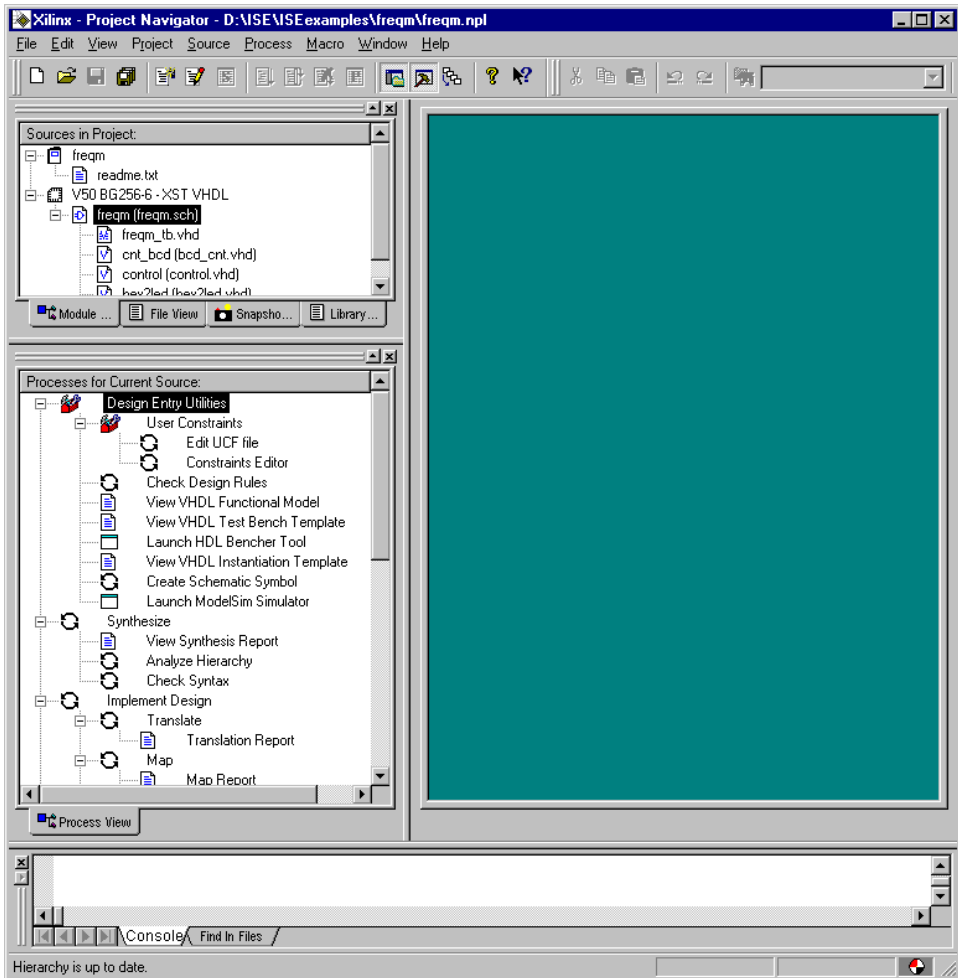 Xilinx - Project Navigator - D:\ISE\ISEexamples\freqm\freqm.npl
File Edit View Project Source Process Macro Window Help
Sources in Project:
freqm
readme.txt
V50 BG256-6 - XST VHDL
freqm (freqm.sch)
freqm_tb.vhd
cnt_bcd (bcd_cnt.vhd)
control (control.vhd)
hex2led (hex2led.vhd)
Module ... File View Snapsho... Library ...
Processes for Current Source:
Design Entry Utilities
User Constraints
Edit UCF file
Constraints Editor
Check Design Rules
View VHDL Functional Model
View VHDL Test Bench Template
Launch HDL Bencher Tool
View VHDL Instantiation Template
Create Schematic Symbol
Launch ModelSim Simulator
Synthesize
View Synthesis Report
Analyze Hierarchy
Check Syntax
Implement Design
Translate
Translation Report
Map
Map Report
Process View
Console Find In Files
Hierarchy is up to date.